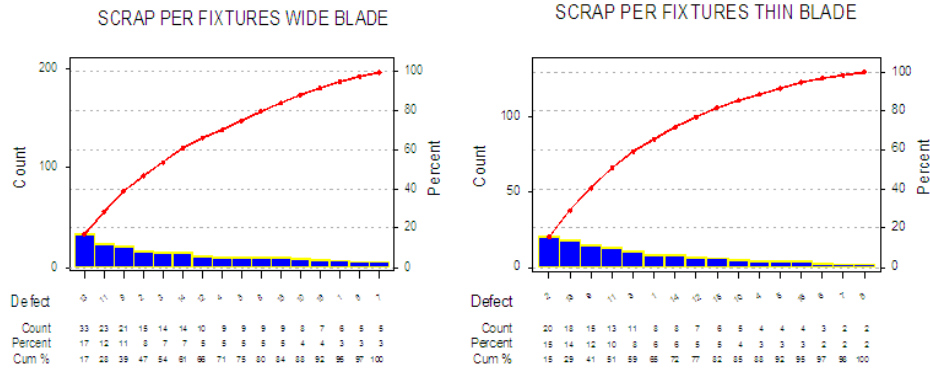 SCRAP PER FIXTURES WIDE BLADE
200
100
0
Count
100
80
60
40
20
0
Percent
Defect
Count 33 23 21 15 14 14 10 9 9 9 9 8 7 6 5 5
Percent 17 12 11 8 7 7 5 5 5 5 5 4 4 3 3 3
Cum % 17 28 39 47 54 61 66 71 75 80 84 88 92 95 97 100
SCRAP PER FIXTURES THIN BLADE
100
50
0
Count
100
80
60
40
20
0
Percent
Defect
Count 20 18 15 13 11 8 8 7 6 5 4 4 4 3 2 2
Percent 15 14 12 10 8 6 6 5 5 4 3 3 3 2 2 2
Cum % 15 29 41 51 59 65 72 77 82 85 88 92 95 97 98 100